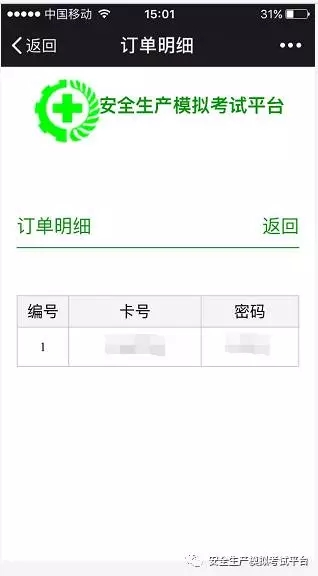 中国移动 15:01 31%
返回 订单明细
安全生产模拟考试平台
订单明细 返回
编号 卡号 密码
1
安全生产模拟考试平台